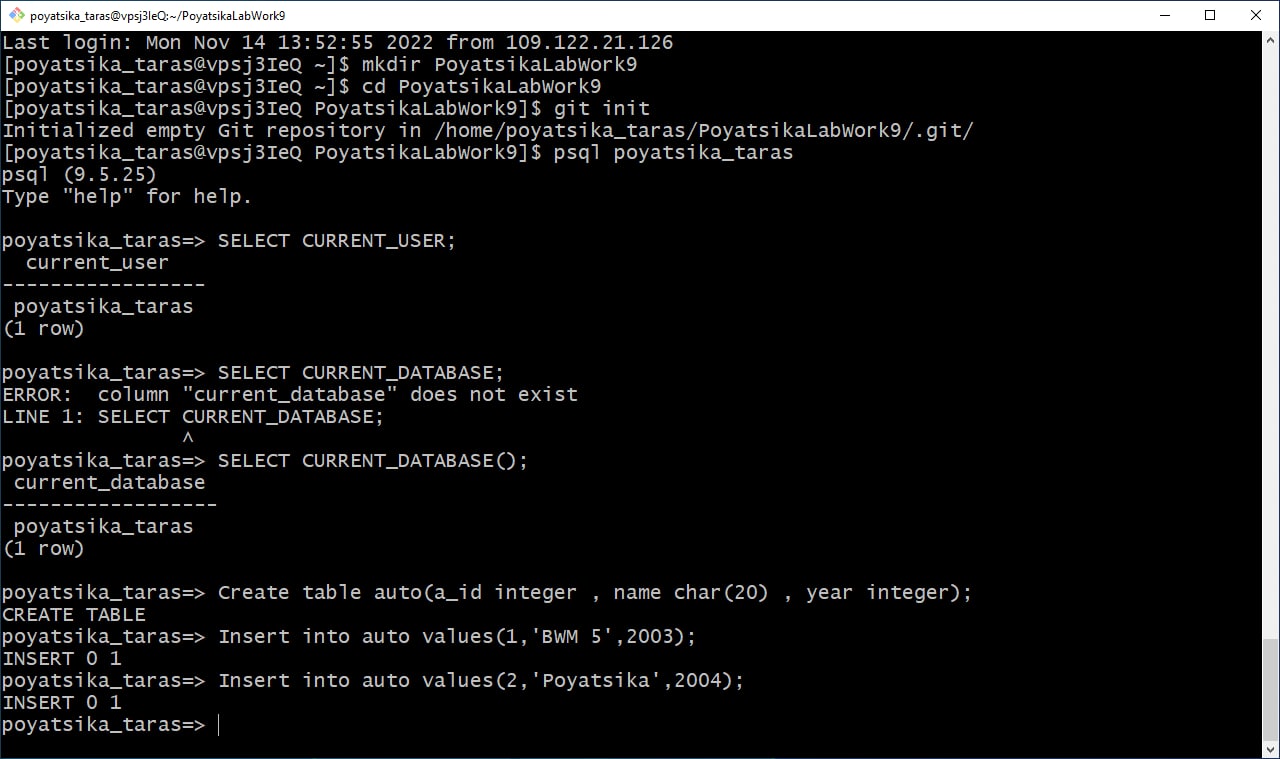 poyatsika_taras@vpsj3IeQ:~/PoyatsikaLabWork9
Last login: Mon Nov 14 13:52:55 2022 from 109.122.21.126
[poyatsika_taras@vpsj3IeQ ~]$ mkdir PoyatsikaLabWork9
[poyatsika_taras@vpsj3IeQ ~]$ cd PoyatsikaLabWork9
[poyatsika_taras@vpsj3IeQ PoyatsikaLabWork9]$ git init
Initialized empty Git repository in /home/poyatsika_taras/PoyatsikaLabWork9/.git/
[poyatsika_taras@vpsj3IeQ PoyatsikaLabWork9]$ psql poyatsika_taras
psql (9.5.25)
Type "help" for help.
poyatsika_taras=> SELECT CURRENT_USER;
current_user
-----------------
poyatsika_taras
(1 row)
poyatsika_taras=> SELECT CURRENT_DATABASE;
ERROR:  column "current_database" does not exist
LINE 1: SELECT CURRENT_DATABASE;
^
poyatsika_taras=> SELECT CURRENT_DATABASE();
current_database
------------------
poyatsika_taras
(1 row)
poyatsika_taras=> Create table auto(a_id integer , name char(20) , year integer);
CREATE TABLE
poyatsika_taras=> Insert into auto values(1,'BWM 5',2003);
INSERT 0 1
poyatsika_taras=> Insert into auto values(2,'Poyatsika',2004);
INSERT 0 1
poyatsika_taras=>